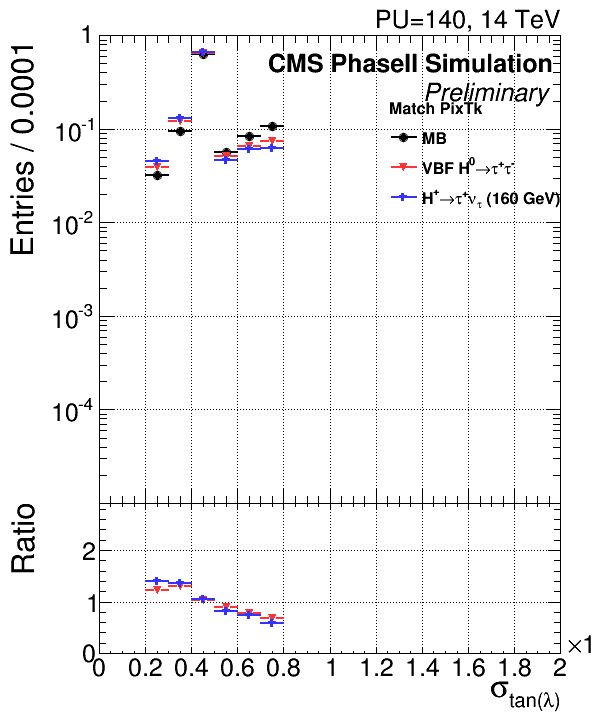 PU=140, 14 TeV
CMS PhaseII Simulation
Preliminary
Match PixTk
MB
VBF H⁰→τ⁺τ⁻
H⁺→τ⁺ν_τ (160 GeV)
Entries / 0.0001
1
10⁻¹
10⁻²
10⁻³
10⁻⁴
Ratio
2
1
0
0 0.2 0.4 0.6 0.8 1 1.2 1.4 1.6 1.8 2
×1
σ_tan(λ)